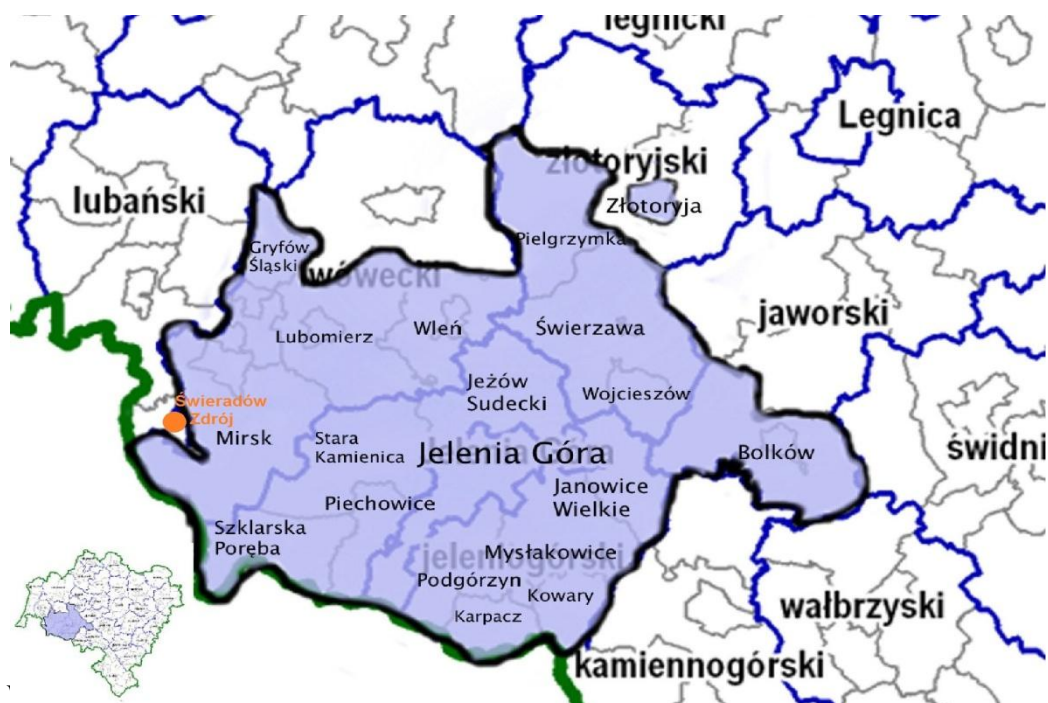 legnicki
Legnica
złotoryjski
lubański
Złotoryja
Pielgrzymka
Gryfów
Śląski
lwówecki
jaworski
Świerzawa
Wleń
Lubomierz
Jeżów
Sudecki
Wojcieszów
Świeradów
Zdrój
Mirsk
Stara
Kamienica
Jelenia Góra
Bolków
świdni
Janowice
Wielkie
Piechowice
Szklarska
Poręba
Mysłakowice
jeleniogórski
Podgórzyn
Kowary
Karpacz
wałbrzyski
kamiennogórski